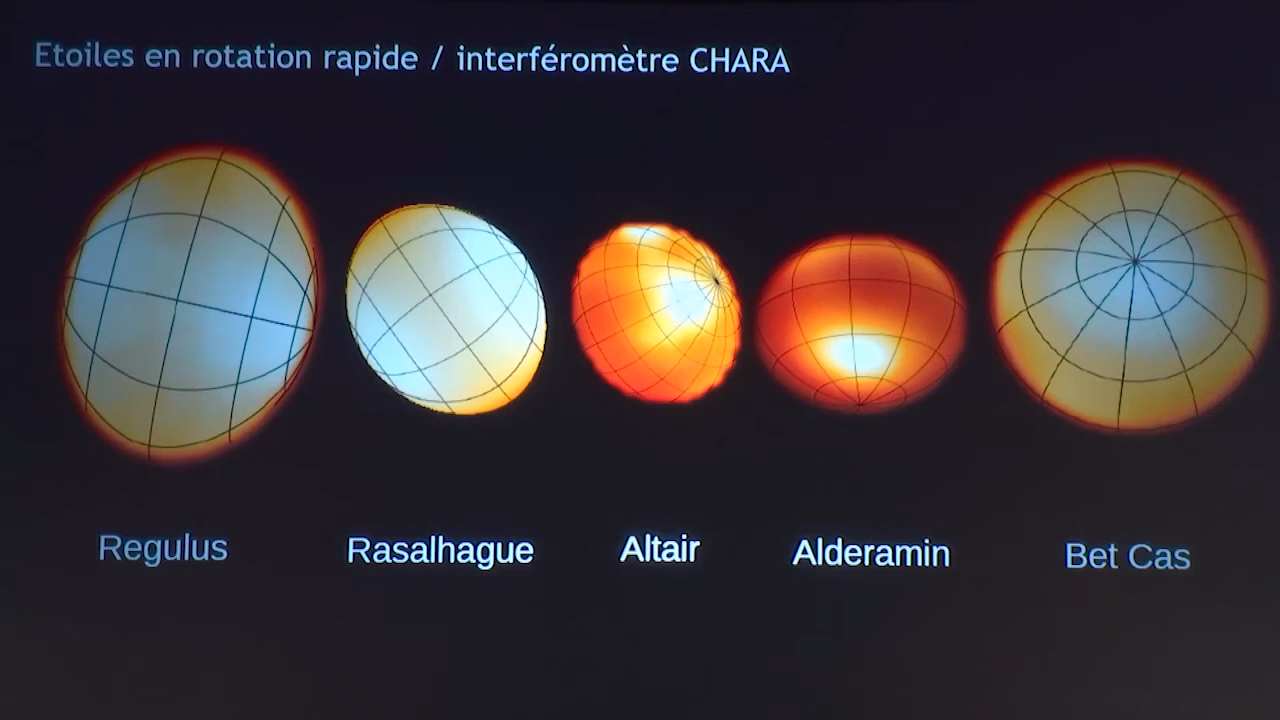 Etoiles en rotation rapide / interféromètre CHARA
Regulus
Rasalhague
Altair
Alderamin
Bet Cas